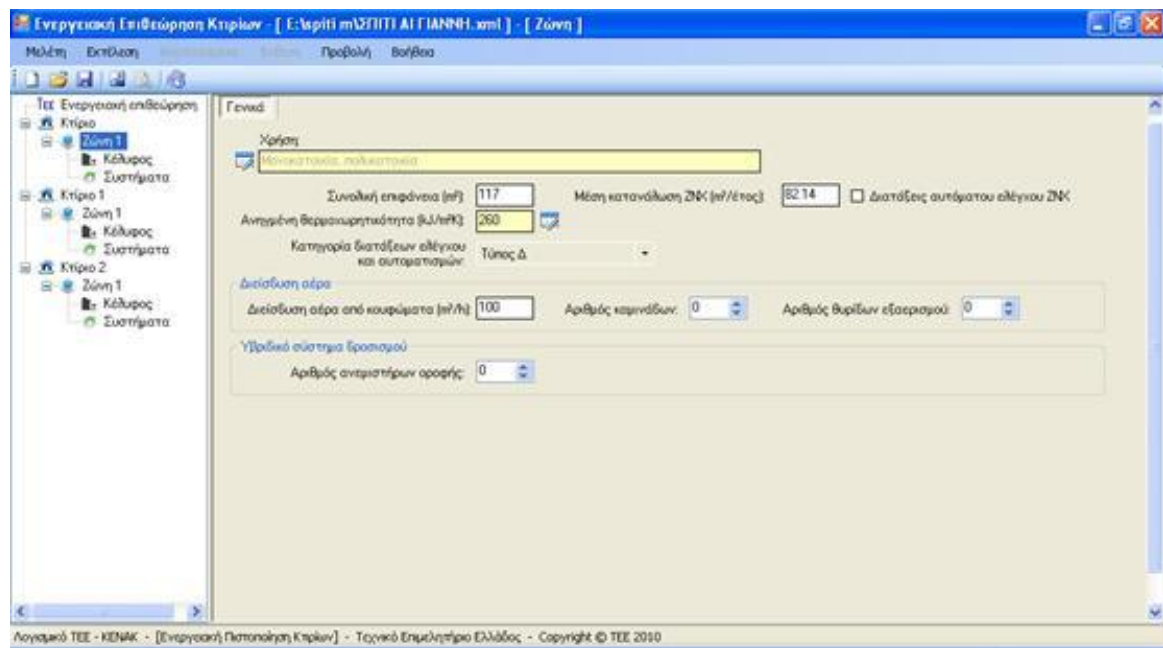 Ενεργειακή Επιθεώρηση Κτιρίων - [ E:\spiti m\ΣΠΙΤΙ ΑΙ ΓΙΑΝΝΗ.xml ] - [ Ζώνη ]
Μελέτη Εκτέλεση Προβολή Βοήθεια
ΤΕΕ Ενεργειακή επιθεώρηση
Κτίριο
Ζώνη 1
Κέλυφος
Συστήματα
Κτίριο 1
Ζώνη 1
Κέλυφος
Συστήματα
Κτίριο 2
Ζώνη 1
Κέλυφος
Συστήματα
Γενικά
Χρήση:
Μονοκατοικία, πολυκατοικία
Συνολική επιφάνεια (m²): 117 Μέση κατανάλωση ΖΝΧ (m³/έτος): 82.14 Διατάξεις αυτόματου ελέγχου ΖΝΧ
Ανηγμένη θερμοχωρητικότητα (kJ/m²K): 260
Κατηγορία διατάξεων ελέγχου
και αυτοματισμών: Τύπος Δ
Διείσδυση αέρα
Διείσδυση αέρα από κουφώματα (m³/h): 100 Αριθμός καμινάδων: 0 Αριθμός θυρίδων εξαερισμού: 0
Υβριδικό σύστημα δροσισμού
Αριθμός ανεμιστήρων οροφής: 0
Λογισμικό ΤΕΕ - ΚΕΝΑΚ - [Ενεργειακή Πιστοποίηση Κτιρίων] - Τεχνικό Επιμελητήριο Ελλάδος - Copyright © ΤΕΕ 2010